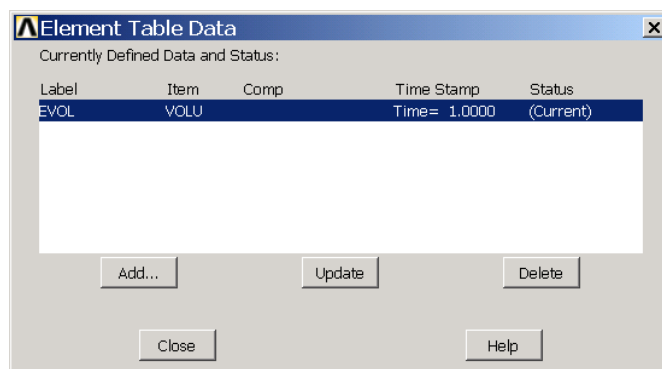 Element Table Data
Currently Defined Data and Status:
Label Item Comp Time Stamp Status
EVOL VOLU Time= 1.0000 (Current)
Add... Update Delete
Close Help